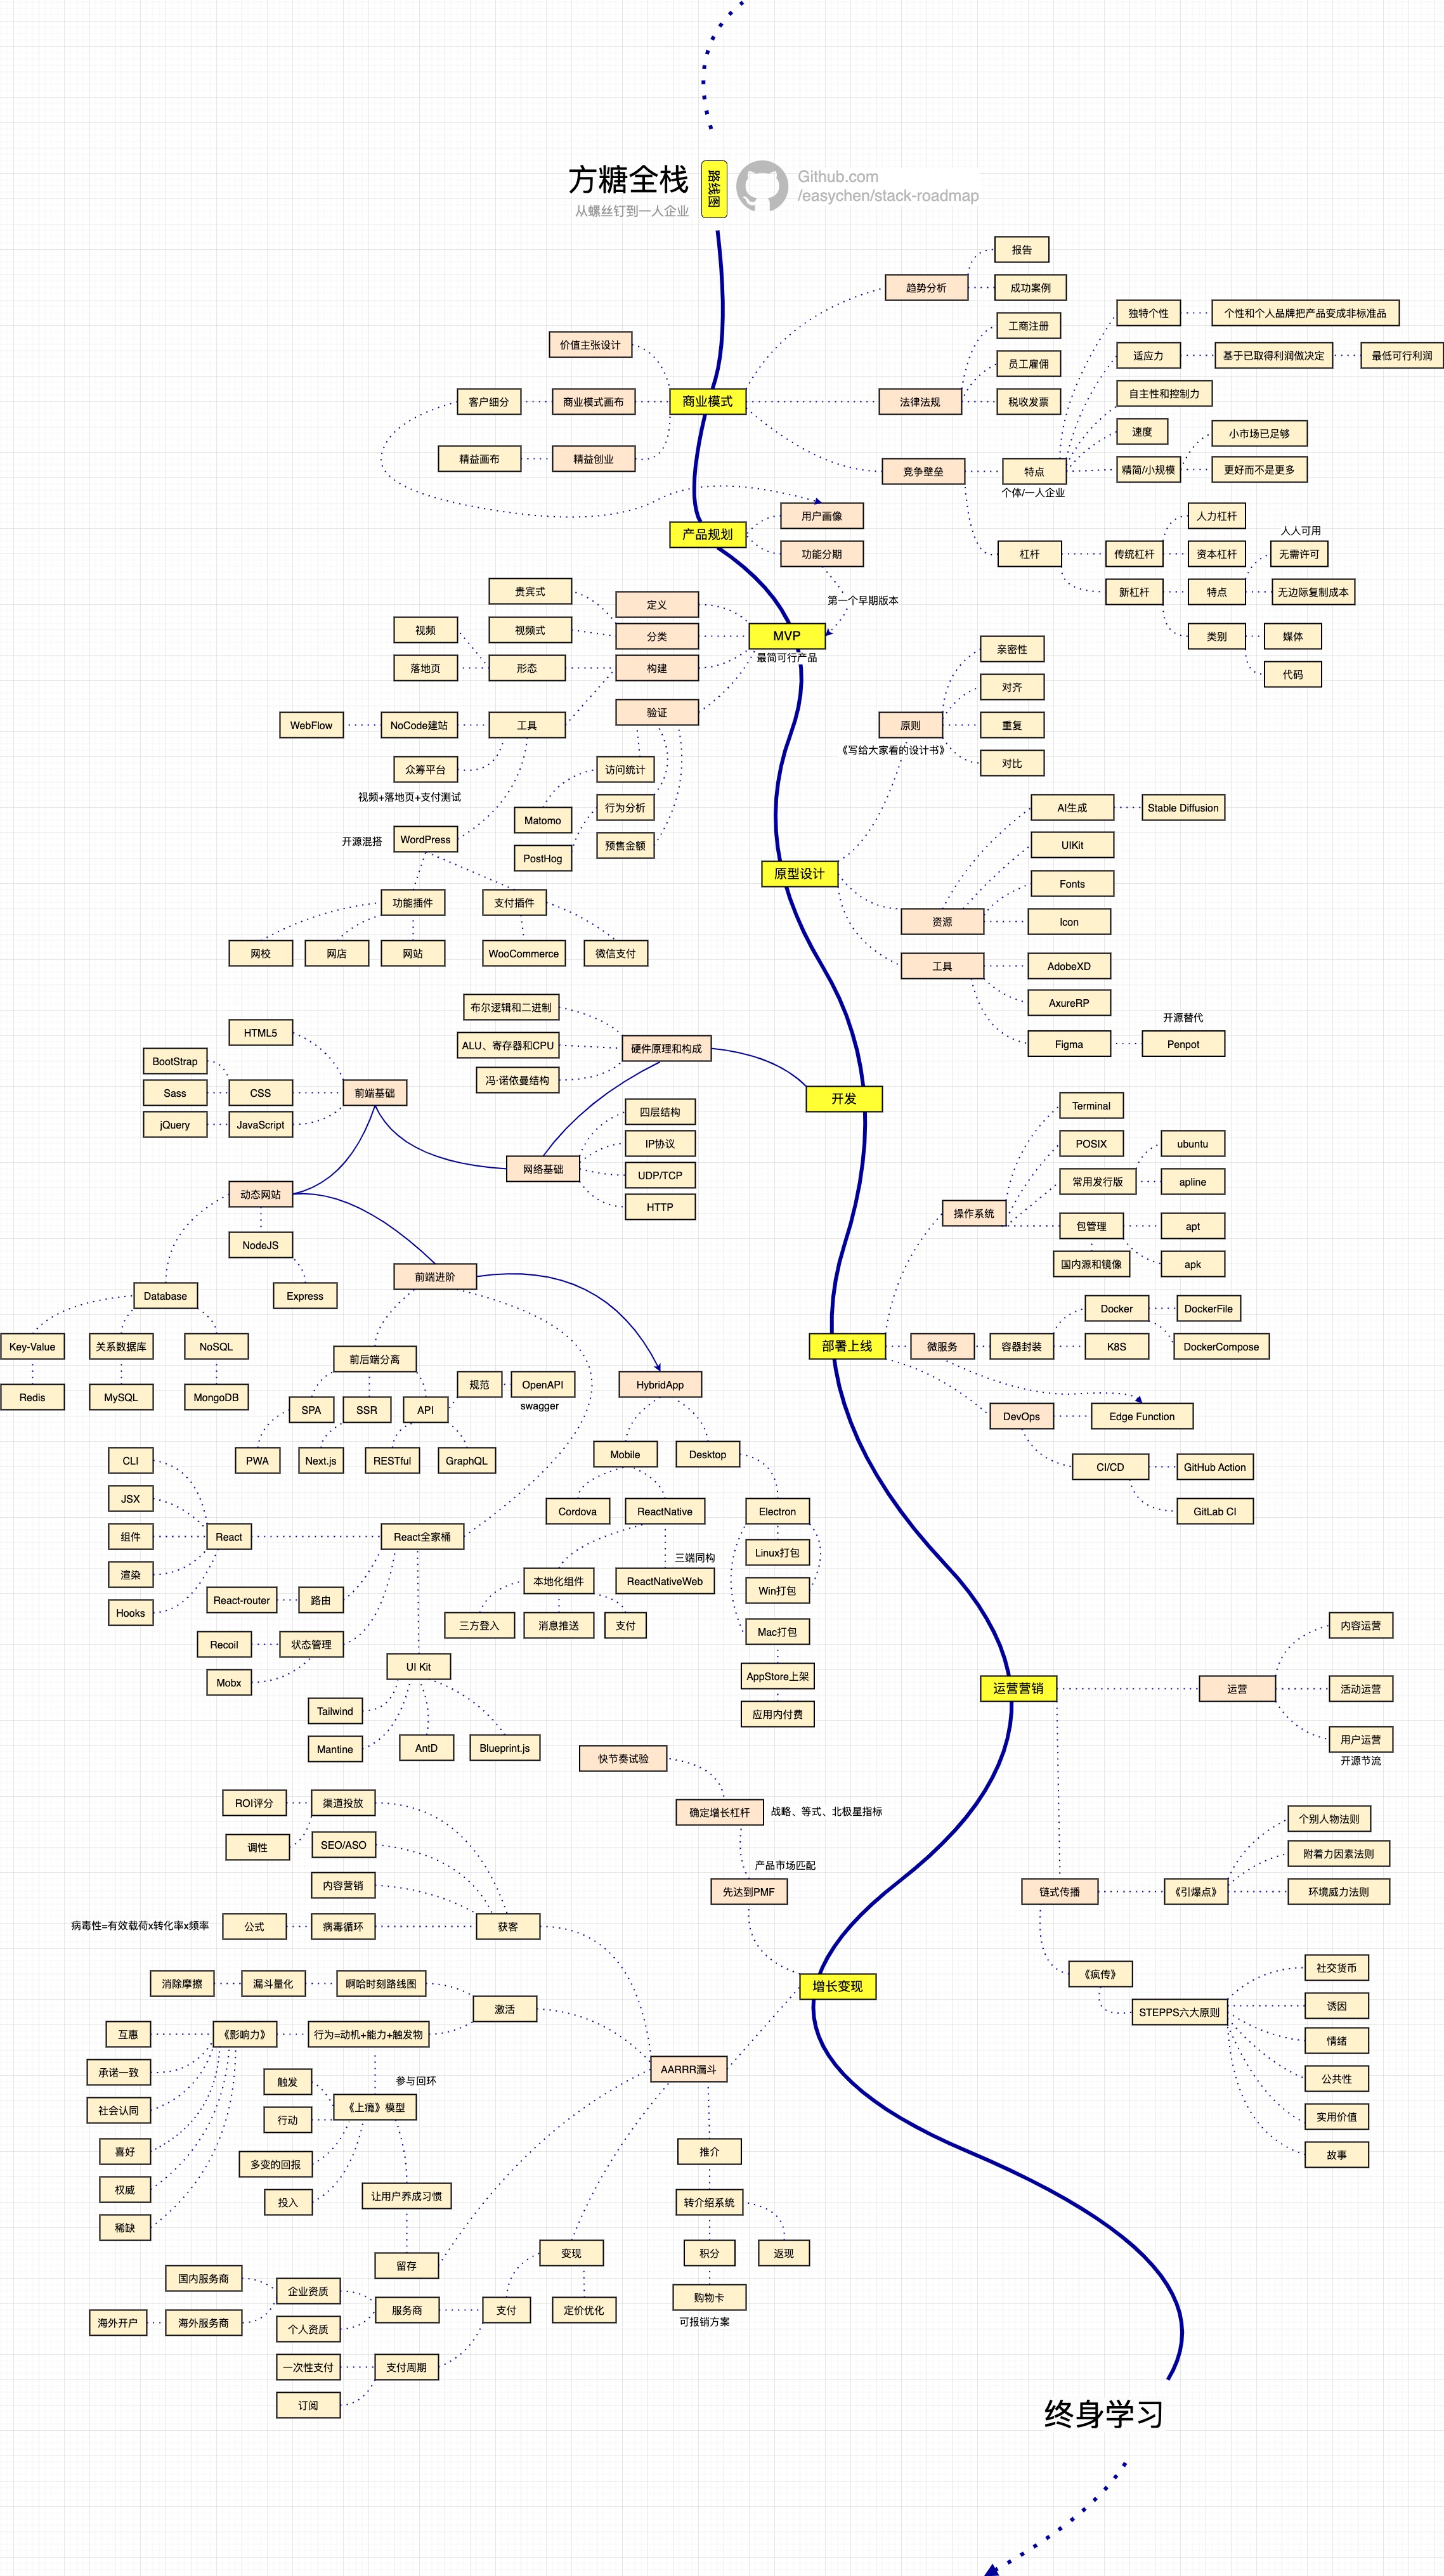 方糖全栈
从螺丝钉到一人企业
路线图
Github.com
/easychen/stack-roadmap
报告
趋势分析
成功案例
独特个性
个性和个人品牌把产品变成非标准品
工商注册
价值主张设计
适应力
基于已取得利润做决定
最低可行利润
员工雇佣
自主性和控制力
客户细分
商业模式画布
商业模式
法律法规
税收发票
速度
小市场已足够
精益画布
精益创业
竞争壁垒
特点
精简/小规模
更好而不是更多
个体/一人企业
用户画像
人力杠杆
产品规划
人人可用
功能分期
杠杆
传统杠杆
资本杠杆
无需许可
贵宾式
定义
第一个早期版本
新杠杆
特点
无边际复制成本
视频
视频式
分类
MVP
类别
媒体
最简可行产品
亲密性
落地页
形态
构建
代码
对齐
验证
WebFlow
NoCode建站
工具
原则
重复
《写给大家看的设计书》
众筹平台
访问统计
对比
视频+落地页+支付测试
行为分析
AI生成
Stable Diffusion
Matomo
开源混搭
WordPress
预售金额
UIKit
PostHog
原型设计
Fonts
功能插件
支付插件
资源
Icon
网校
网店
网站
WooCommerce
微信支付
工具
AdobeXD
布尔逻辑和二进制
AxureRP
开源替代
HTML5
ALU、寄存器和CPU
硬件原理和构成
Figma
Penpot
BootStrap
冯·诺依曼结构
Sass
CSS
前端基础
开发
jQuery
JavaScript
四层结构
Terminal
IP协议
POSIX
ubuntu
网络基础
UDP/TCP
常用发行版
apline
动态网站
HTTP
操作系统
包管理
apt
NodeJS
国内源和镜像
apk
前端进阶
Database
Express
Docker
DockerFile
Key-Value
关系数据库
NoSQL
前后端分离
部署上线
微服务
容器封装
K8S
DockerCompose
Redis
MySQL
MongoDB
规范
OpenAPI
HybridApp
swagger
SPA
SSR
API
DevOps
Edge Function
CLI
PWA
Next.js
RESTful
GraphQL
Mobile
Desktop
CI/CD
GitHub Action
JSX
Cordova
ReactNative
Electron
GitLab CI
组件
React
React全家桶
三端同构
Linux打包
渲染
本地化组件
ReactNativeWeb
Win打包
Hooks
React-router
路由
三方登入
消息推送
支付
Mac打包
内容运营
Recoil
状态管理
Mobx
UI Kit
AppStore上架
运营营销
运营
活动运营
Tailwind
应用内付费
Mantine
AntD
Blueprint.js
用户运营
快节奏试验
开源节流
ROI评分
渠道投放
确定增长杠杆
战略、等式、北极星指标
个别人物法则
调性
SEO/ASO
附着力因素法则
产品市场匹配
内容营销
先达到PMF
链式传播
《引爆点》
环境威力法则
病毒性=有效载荷x转化率x频率
公式
病毒循环
获客
社交货币
消除摩擦
漏斗量化
啊哈时刻路线图
增长变现
《疯传》
激活
STEPPS六大原则
诱因
互惠
《影响力》
行为=动机+能力+触发物
情绪
承诺一致
触发
参与回环
AARRR漏斗
公共性
社会认同
行动
《上瘾》模型
实用价值
喜好
多变的回报
推介
故事
权威
投入
让用户养成习惯
转介绍系统
稀缺
留存
变现
积分
返现
国内服务商
企业资质
购物卡
海外开户
海外服务商
个人资质
服务商
支付
定价优化
可报销方案
一次性支付
支付周期
订阅
终身学习